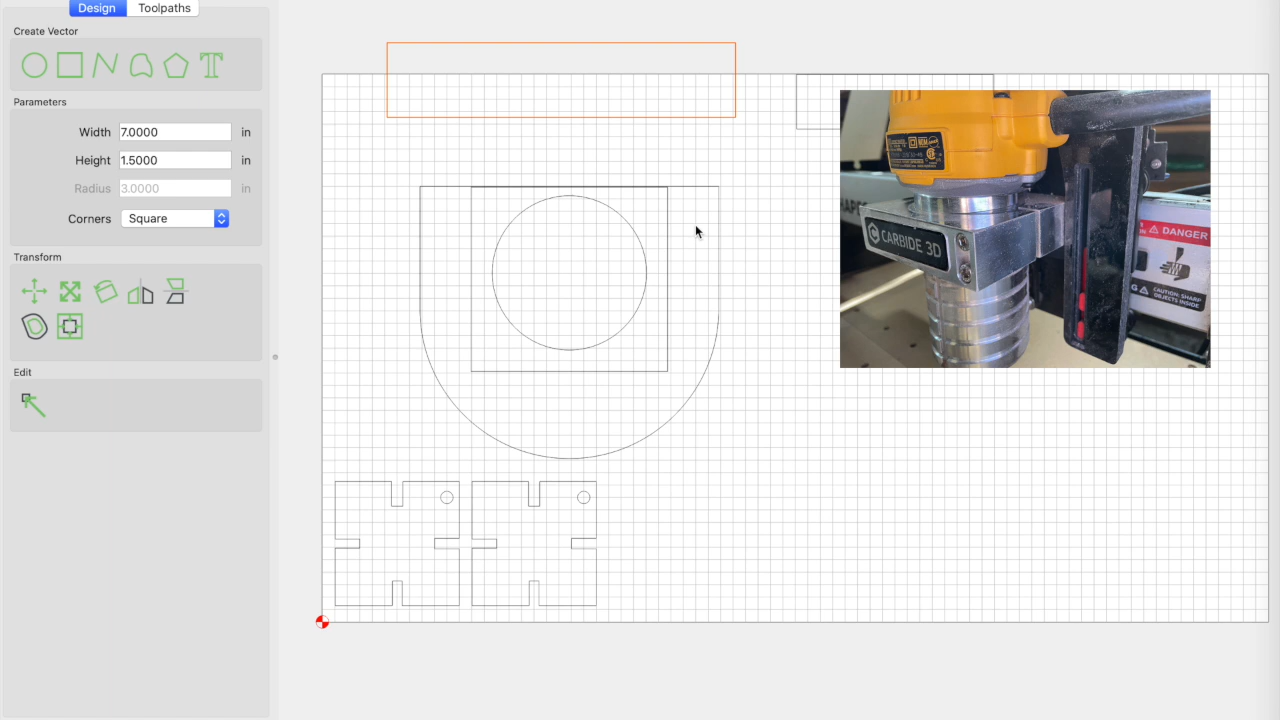 Design Toolpaths
Create Vector
T
Parameters
Width 7.0000 in
Height 1.5000 in
Radius 3.0000 in
Corners Square
Transform
Edit
CARBIDE 3D
DANGER
CAUTION: SHARP
OBJECTS INSIDE